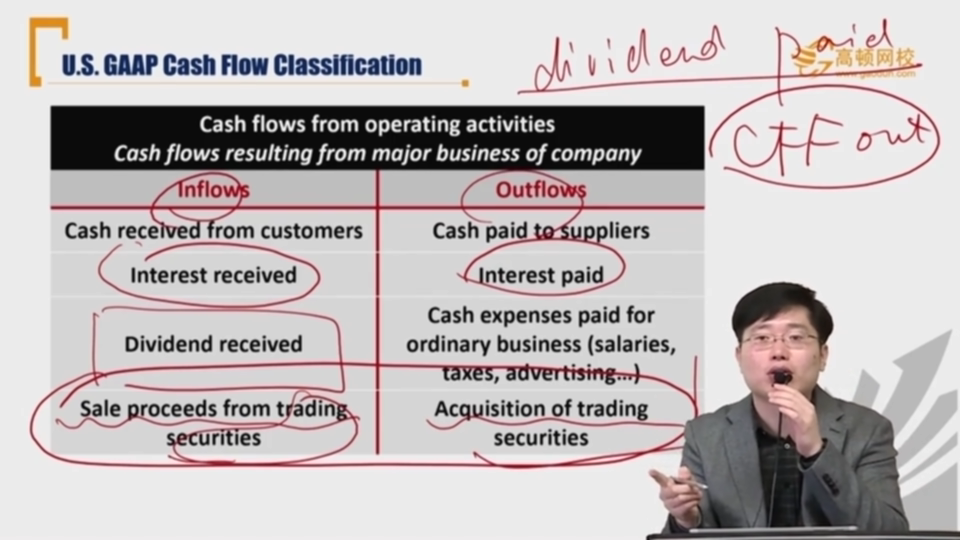 U.S. GAAP Cash Flow Classification
dividend paid
高顿网校
www.gaodun.com
CFF out
Cash flows from operating activities
Cash flows resulting from major business of company
Inflows
Outflows
Cash received from customers
Cash paid to suppliers
Interest received
Interest paid
Dividend received
Cash expenses paid for
ordinary business (salaries,
taxes, advertising...)
Sale proceeds from trading
securities
Acquisition of trading
securities